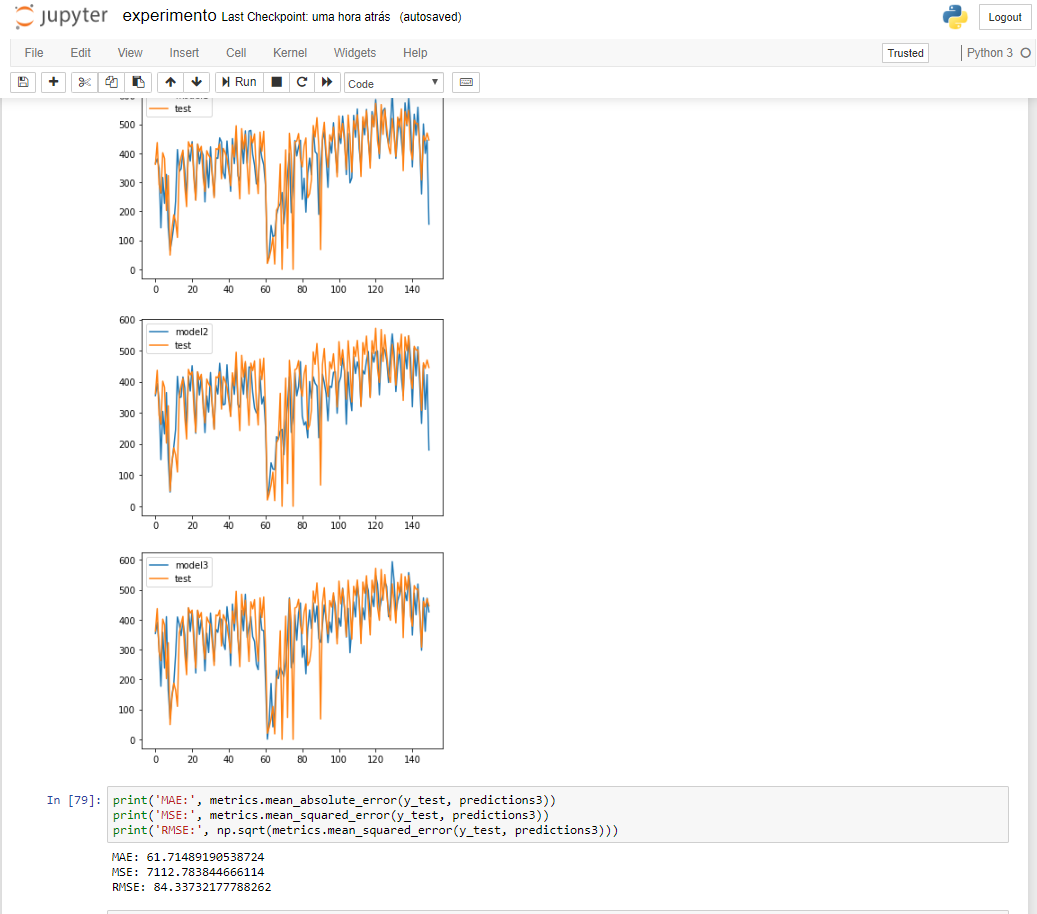 jupyter experimento Last Checkpoint: uma hora atrás (autosaved) Logout
File Edit View Insert Cell Kernel Widgets Help Trusted Python 3
Run Code
test
500
400
300
200
100
0
0 20 40 60 80 100 120 140
600
model2
test
500
400
300
200
100
0
0 20 40 60 80 100 120 140
600
model3
test
500
400
300
200
100
0
0 20 40 60 80 100 120 140
In [79]: print('MAE:', metrics.mean_absolute_error(y_test, predictions3))
print('MSE:', metrics.mean_squared_error(y_test, predictions3))
print('RMSE:', np.sqrt(metrics.mean_squared_error(y_test, predictions3)))
MAE: 61.71489190538724
MSE: 7112.783844666114
RMSE: 84.33732177788262